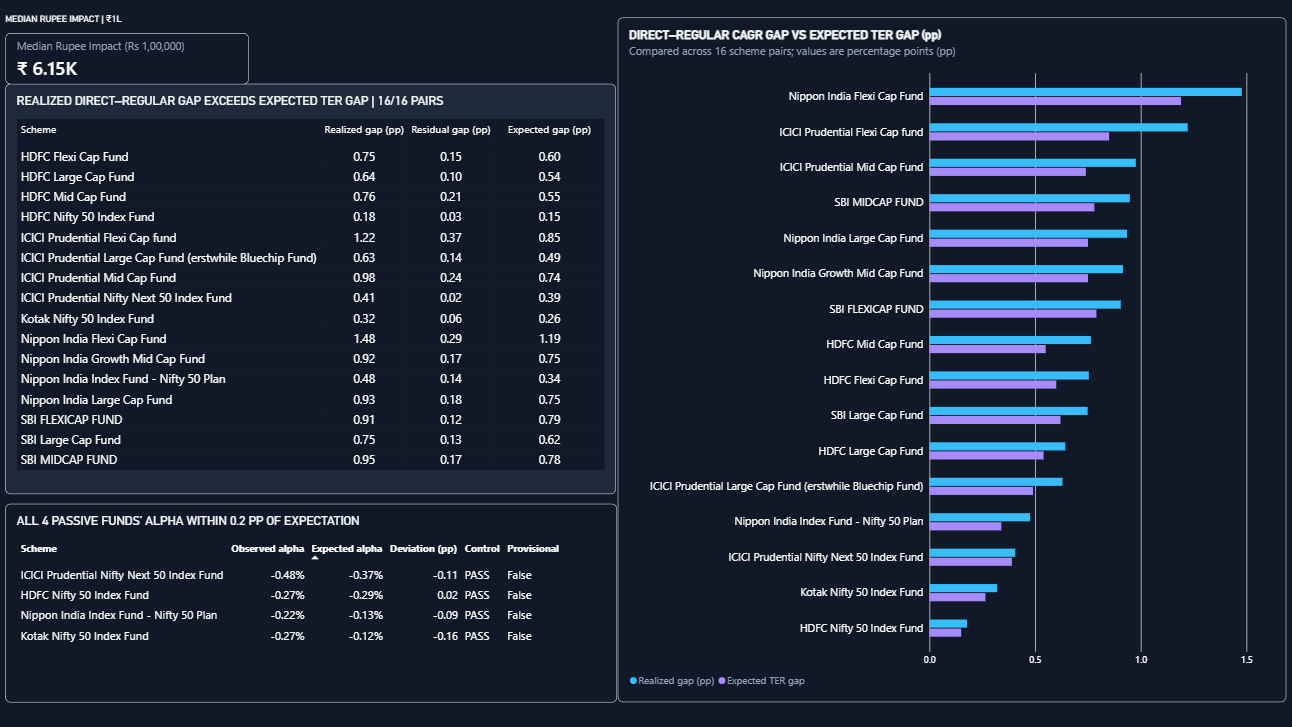 MEDIAN RUPEE IMPACT | ₹1L
Median Rupee Impact (Rs 1,00,000)
₹ 6.15K
REALIZED DIRECT—REGULAR GAP EXCEEDS EXPECTED TER GAP | 16/16 PAIRS
Scheme Realized gap (pp) Residual gap (pp) Expected gap (pp)
HDFC Flexi Cap Fund 0.75 0.15 0.60
HDFC Large Cap Fund 0.64 0.10 0.54
HDFC Mid Cap Fund 0.76 0.21 0.55
HDFC Nifty 50 Index Fund 0.18 0.03 0.15
ICICI Prudential Flexi Cap fund 1.22 0.37 0.85
ICICI Prudential Large Cap Fund (erstwhile Bluechip Fund) 0.63 0.14 0.49
ICICI Prudential Mid Cap Fund 0.98 0.24 0.74
ICICI Prudential Nifty Next 50 Index Fund 0.41 0.02 0.39
Kotak Nifty 50 Index Fund 0.32 0.06 0.26
Nippon India Flexi Cap Fund 1.48 0.29 1.19
Nippon India Growth Mid Cap Fund 0.92 0.17 0.75
Nippon India Index Fund - Nifty 50 Plan 0.48 0.14 0.34
Nippon India Large Cap Fund 0.93 0.18 0.75
SBI FLEXICAP FUND 0.91 0.12 0.79
SBI Large Cap Fund 0.75 0.13 0.62
SBI MIDCAP FUND 0.95 0.17 0.78
ALL 4 PASSIVE FUNDS' ALPHA WITHIN 0.2 PP OF EXPECTATION
Scheme Observed alpha Expected alpha Deviation (pp) Control Provisional
ICICI Prudential Nifty Next 50 Index Fund -0.48% -0.37% -0.11 PASS False
HDFC Nifty 50 Index Fund -0.27% -0.29% 0.02 PASS False
Nippon India Index Fund - Nifty 50 Plan -0.22% -0.13% -0.09 PASS False
Kotak Nifty 50 Index Fund -0.27% -0.12% -0.16 PASS False
DIRECT—REGULAR CAGR GAP VS EXPECTED TER GAP (pp)
Compared across 16 scheme pairs; values are percentage points (pp)
Nippon India Flexi Cap Fund
ICICI Prudential Flexi Cap fund
ICICI Prudential Mid Cap Fund
SBI MIDCAP FUND
Nippon India Large Cap Fund
Nippon India Growth Mid Cap Fund
SBI FLEXICAP FUND
HDFC Mid Cap Fund
HDFC Flexi Cap Fund
SBI Large Cap Fund
HDFC Large Cap Fund
ICICI Prudential Large Cap Fund (erstwhile Bluechip Fund)
Nippon India Index Fund - Nifty 50 Plan
ICICI Prudential Nifty Next 50 Index Fund
Kotak Nifty 50 Index Fund
HDFC Nifty 50 Index Fund
0.0 0.5 1.0 1.5
Realized gap (pp) Expected TER gap